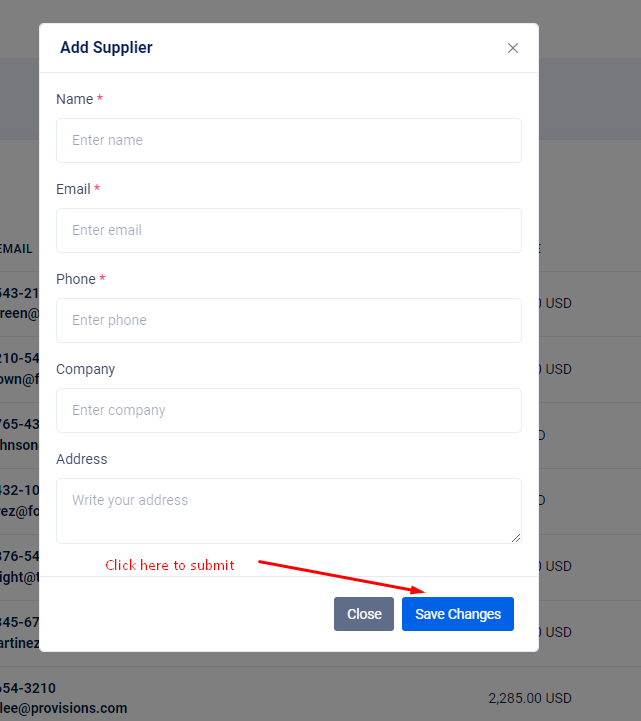 Add Supplier
Name *
Enter name
Email *
Enter email
Phone *
Enter phone
Company
Enter company
Address
Write your address
Click here to submit
Close Save Changes
EMAIL E
543-21 0 USD
reen@
210-54 0 USD
own@f
765-43 D
hnson
432-10 D
rez@fo
876-54 0 USD
ight@t
345-67 0 USD
artinez
654-3210
lee@provisions.com 2,285.00 USD